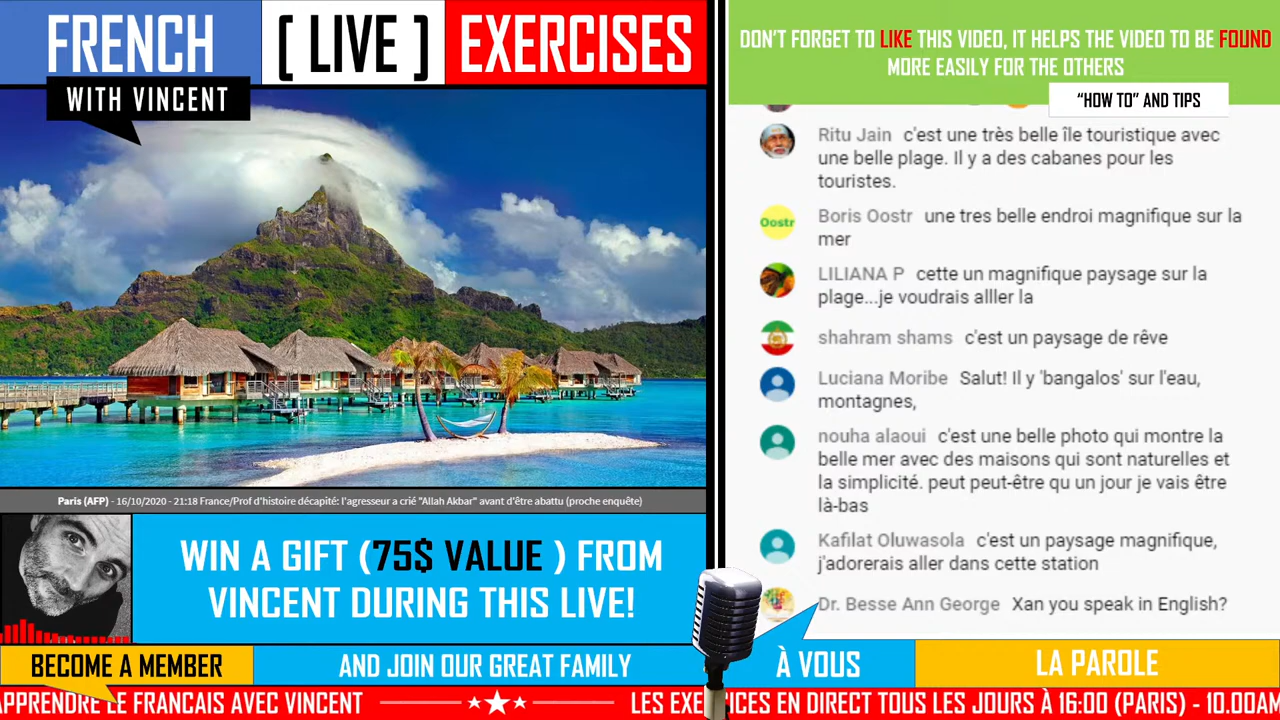 FRENCH
[ LIVE ]
EXERCISES
WITH VINCENT
Paris (AFP) - 16/10/2020 - 21:18 France/Prof d'histoire décapité: l'agresseur a crié "Allah Akbar" avant d'être abattu (proche enquête)
WIN A GIFT (75$ VALUE ) FROM
VINCENT DURING THIS LIVE!
BECOME A MEMBER
AND JOIN OUR GREAT FAMILY
DON'T FORGET TO LIKE THIS VIDEO, IT HELPS THE VIDEO TO BE FOUND
MORE EASILY FOR THE OTHERS
“HOW TO” AND TIPS
Ritu Jain c'est une très belle île touristique avec
une belle plage. Il y a des cabanes pour les
touristes.
Oostr
Boris Oostr une tres belle endroi magnifique sur la
mer
LILIANA P cette un magnifique paysage sur la
plage...je voudrais alller la
shahram shams c'est un paysage de rêve
Luciana Moribe Salut! Il y 'bangalos' sur l'eau,
montagnes,
nouha alaoui c'est une belle photo qui montre la
belle mer avec des maisons qui sont naturelles et
la simplicité. peut peut-être qu un jour je vais être
là-bas
Kafilat Oluwasola c'est un paysage magnifique,
j'adorerais aller dans cette station
Dr. Besse Ann George Xan you speak in English?
À VOUS
LA PAROLE
APPRENDRE LE FRANCAIS AVEC VINCENT
LES EXERCICES EN DIRECT TOUS LES JOURS À 16:00 (PARIS) - 10.00AM